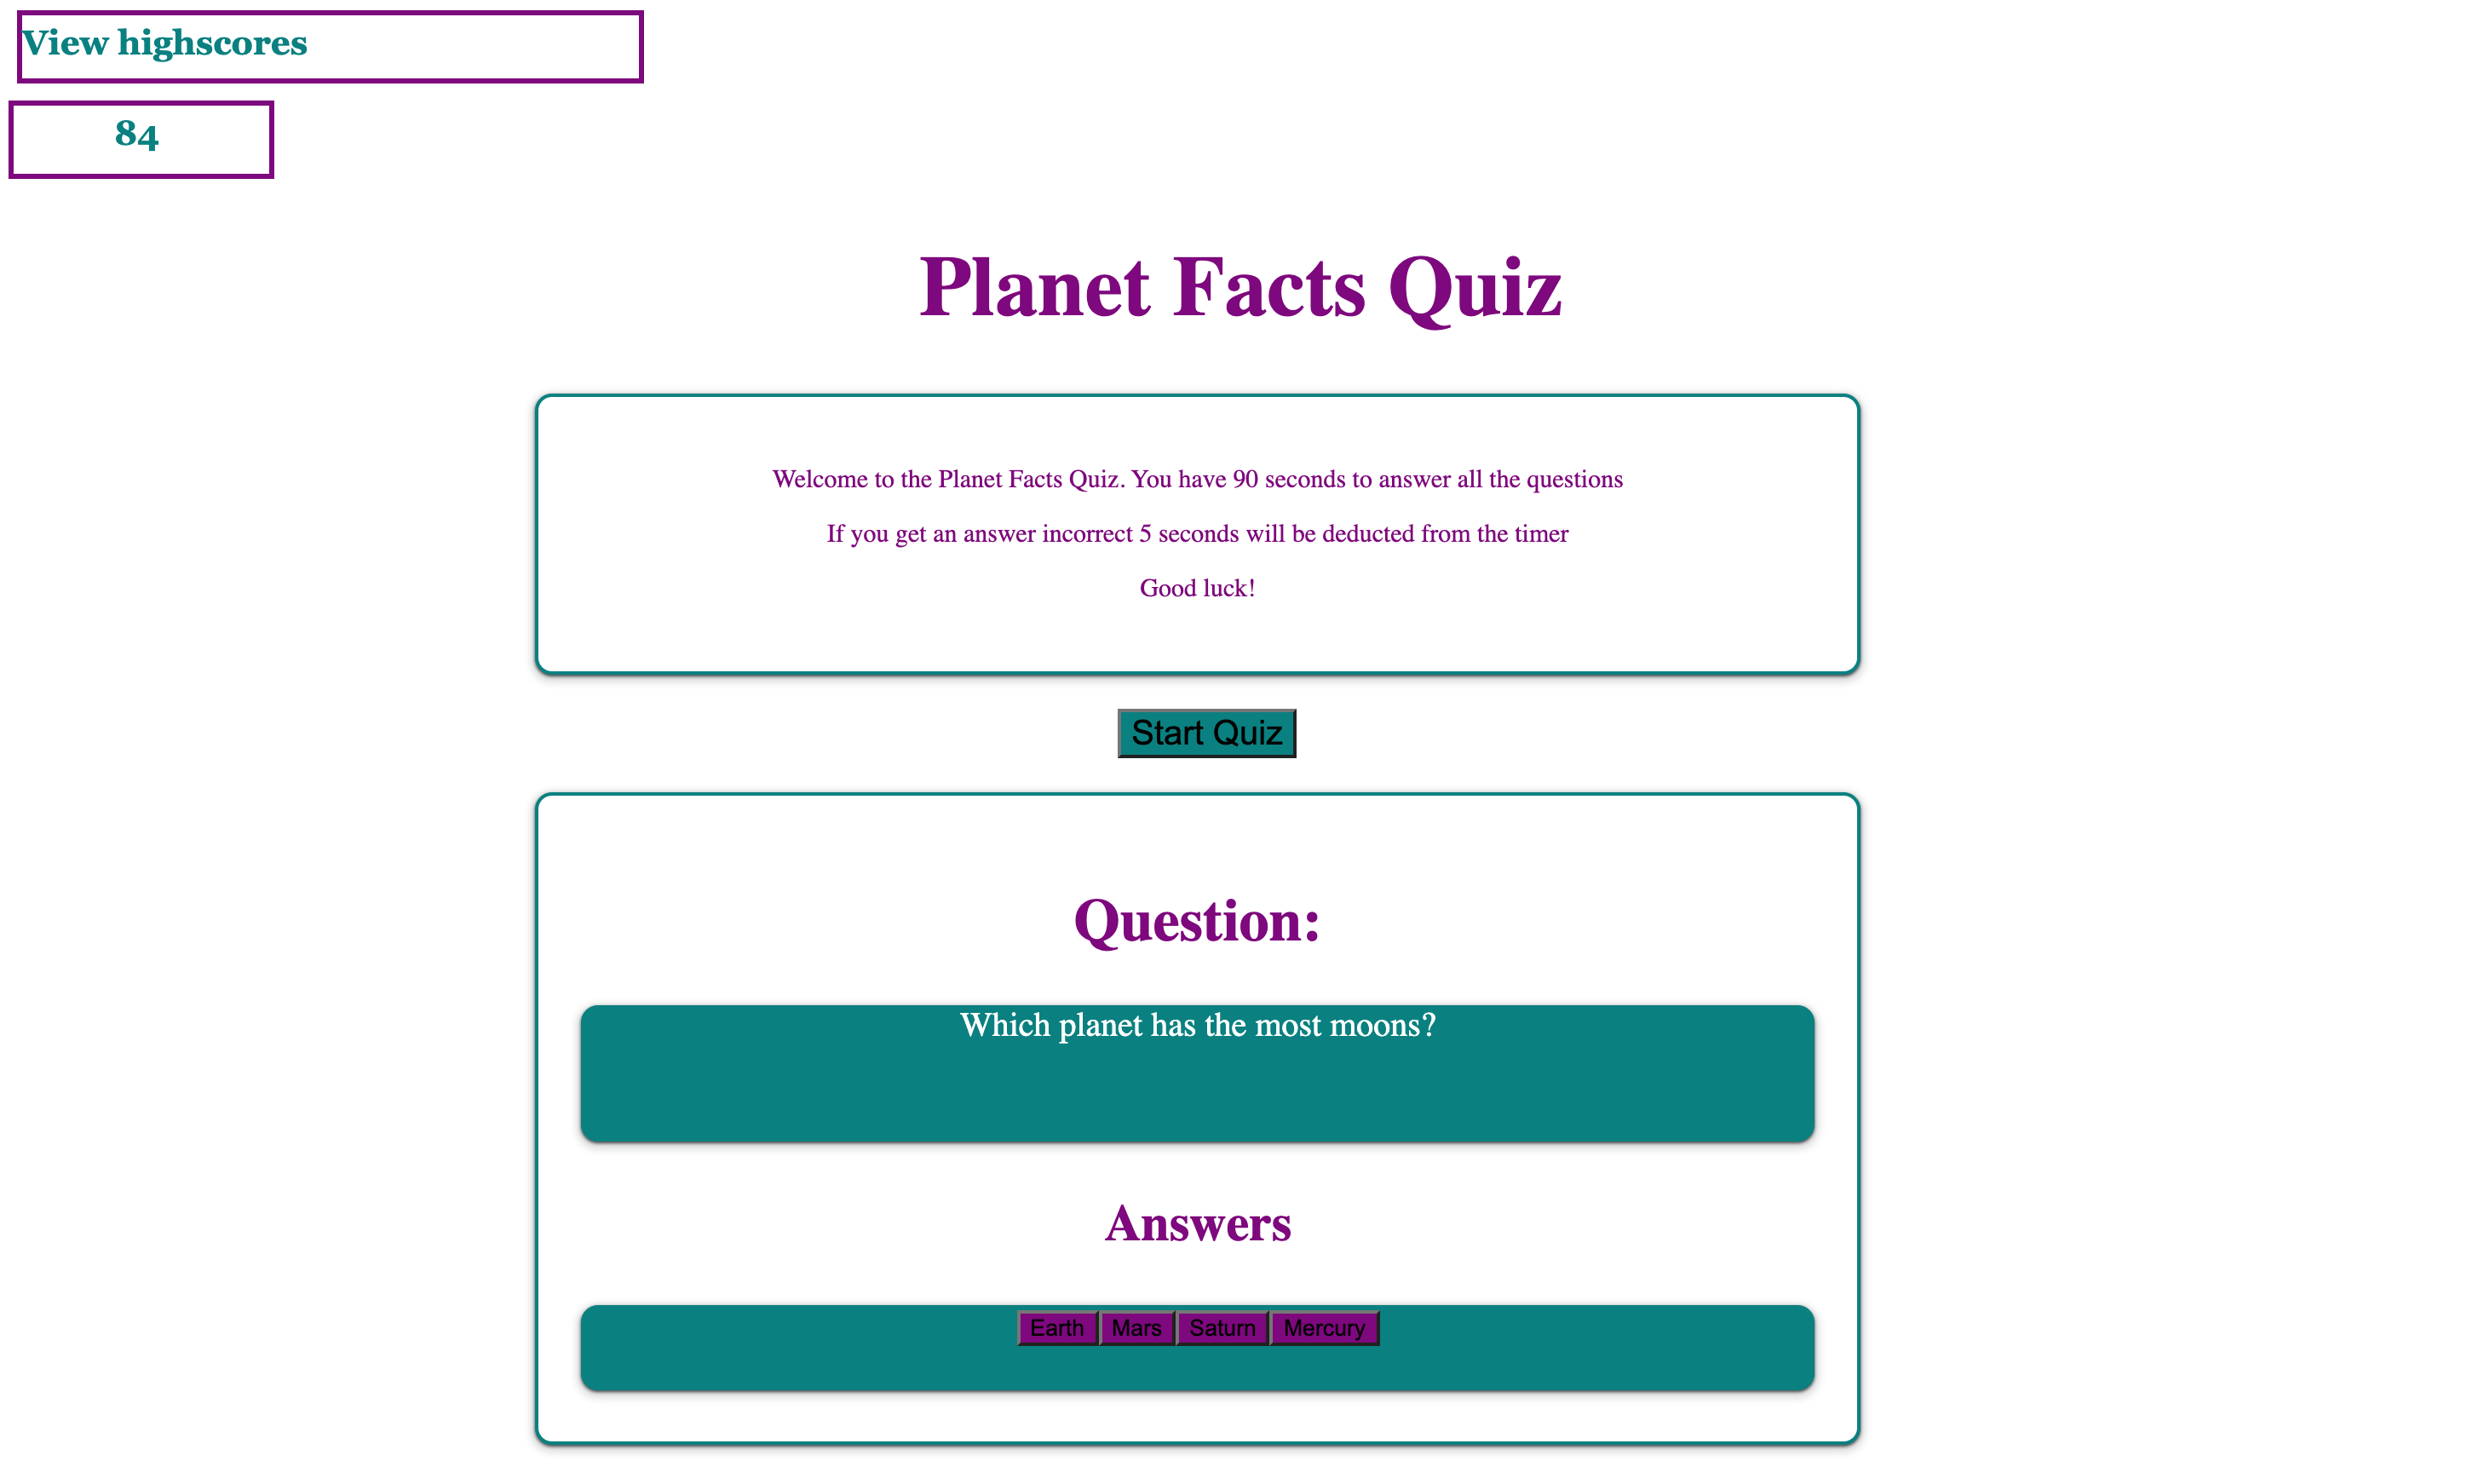 View highscores
84
Planet Facts Quiz
Welcome to the Planet Facts Quiz. You have 90 seconds to answer all the questions
If you get an answer incorrect 5 seconds will be deducted from the timer
Good luck!
Start Quiz
Question:
Which planet has the most moons?
Answers
Earth Mars Saturn Mercury